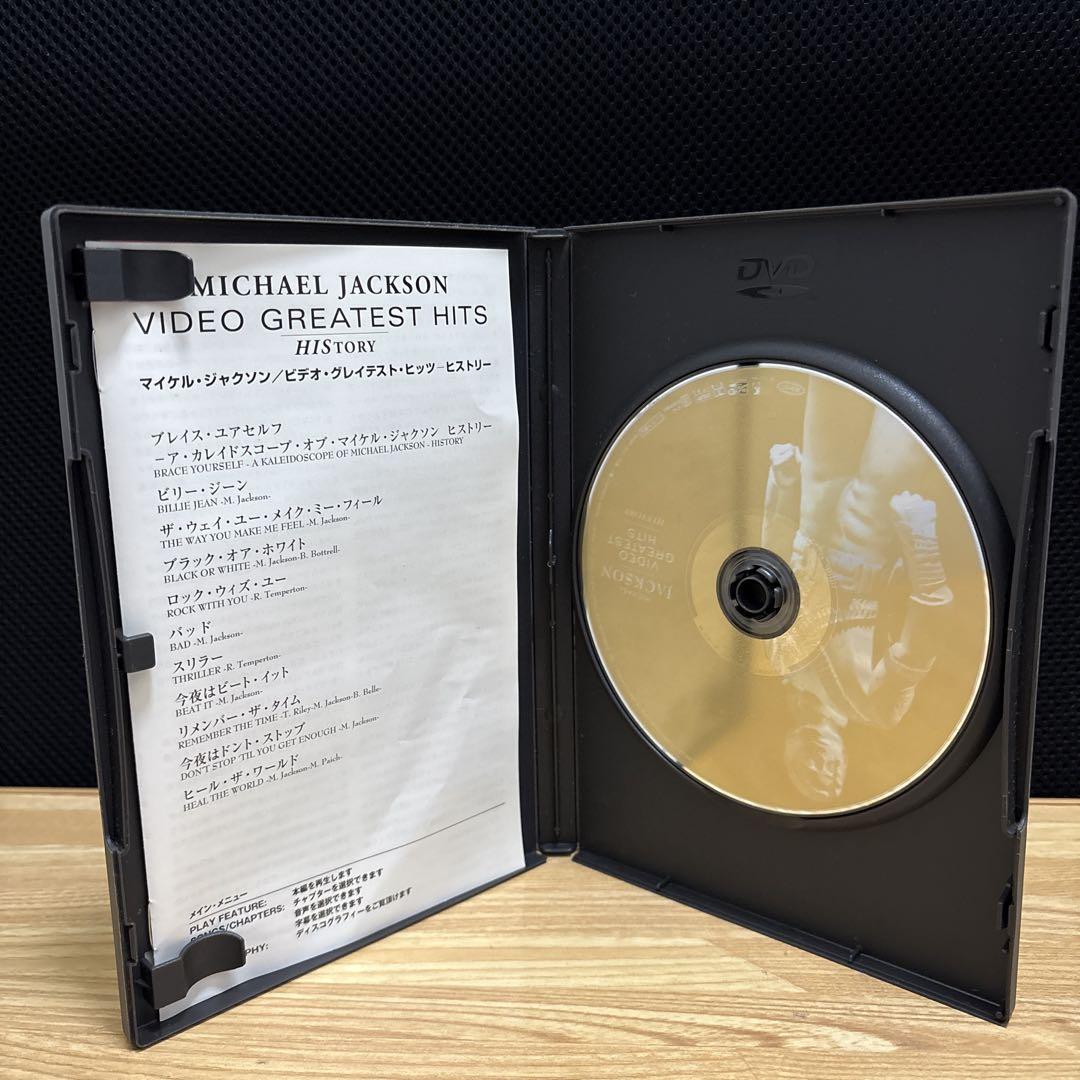 MICHAEL JACKSON
VIDEO GREATEST HITS
HISTORY
マイケル・ジャクソン／ビデオ・グレイテスト・ヒッツーヒストリー
ブレイス・ユアセルフ
－ア・カレイドスコープ・オブ・マイケル・ジャクソン ヒストリー
BRACE YOURSELF - A KALEIDOSCOPE OF MICHAEL JACKSON - HISTORY
ビリー・ジーン
BILLIE JEAN -M. Jackson-
ザ・ウェイ・ユー・メイク・ミー・フィール
THE WAY YOU MAKE ME FEEL -M. Jackson-
ブラック・オア・ホワイト
BLACK OR WHITE -M. Jackson-B. Bottrell-
ロック・ウィズ・ユー
ROCK WITH YOU -R. Temperton-
バッド
BAD -M. Jackson-
スリラー
THRILLER -R. Temperton-
今夜はビート・イット
BEAT IT -M. Jackson-
リメンバー・ザ・タイム
REMEMBER THE TIME -T. Riley-M. Jackson-B. Belle-
今夜はドント・ストップ
DON'T STOP 'TIL YOU GET ENOUGH -M. Jackson-
ヒール・ザ・ワールド
HEAL THE WORLD -M. Jackson-M. Paich-
メイン・メニュー
PLAY FEATURE: 本編を再生します
SONGS/CHAPTERS: チャプターを選択できます
音声を選択できます
字幕を選択できます
PHY: ディスコグラフィーをご覧頂けます
DVD
MICHAEL
JACKSON
VIDEO
GREATEST
HITS
HISTORY